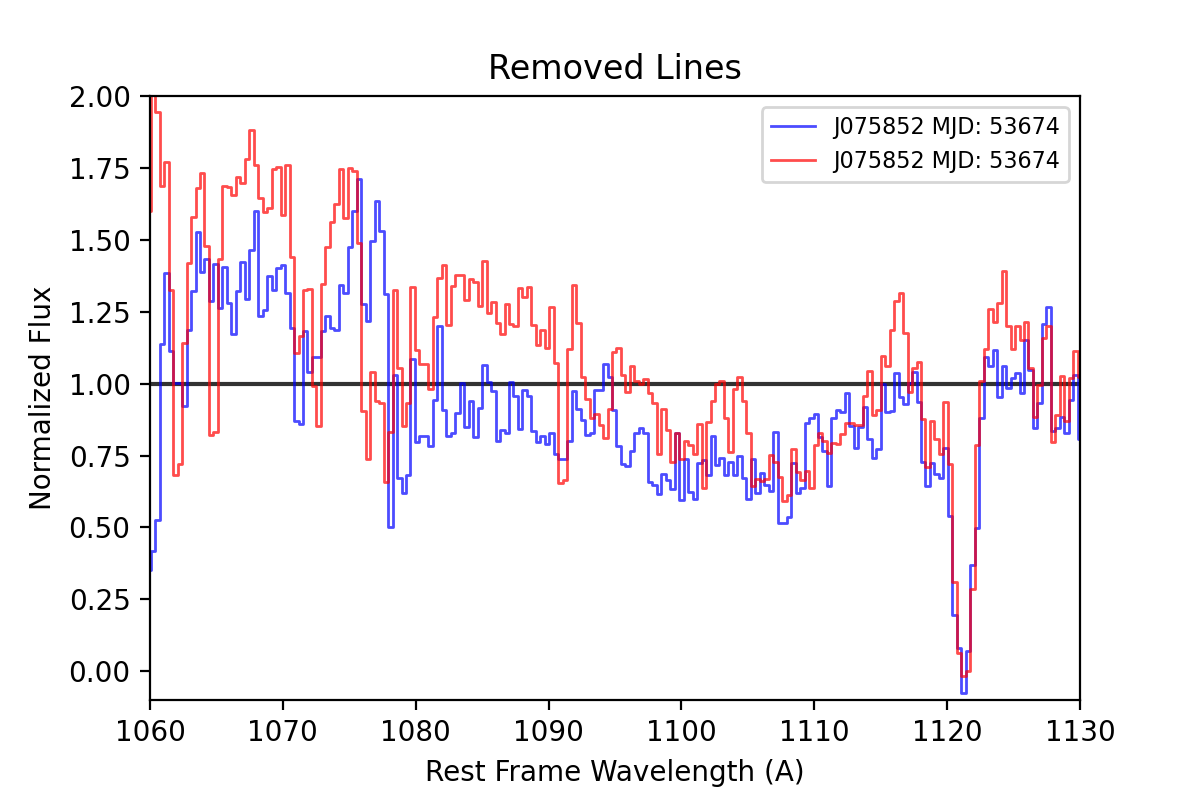 Removed Lines
J075852 MJD: 53674
J075852 MJD: 53674
Normalized Flux
2.00
1.75
1.50
1.25
1.00
0.75
0.50
0.25
0.00
1060 1070 1080 1090 1100 1110 1120 1130
Rest Frame Wavelength (A)